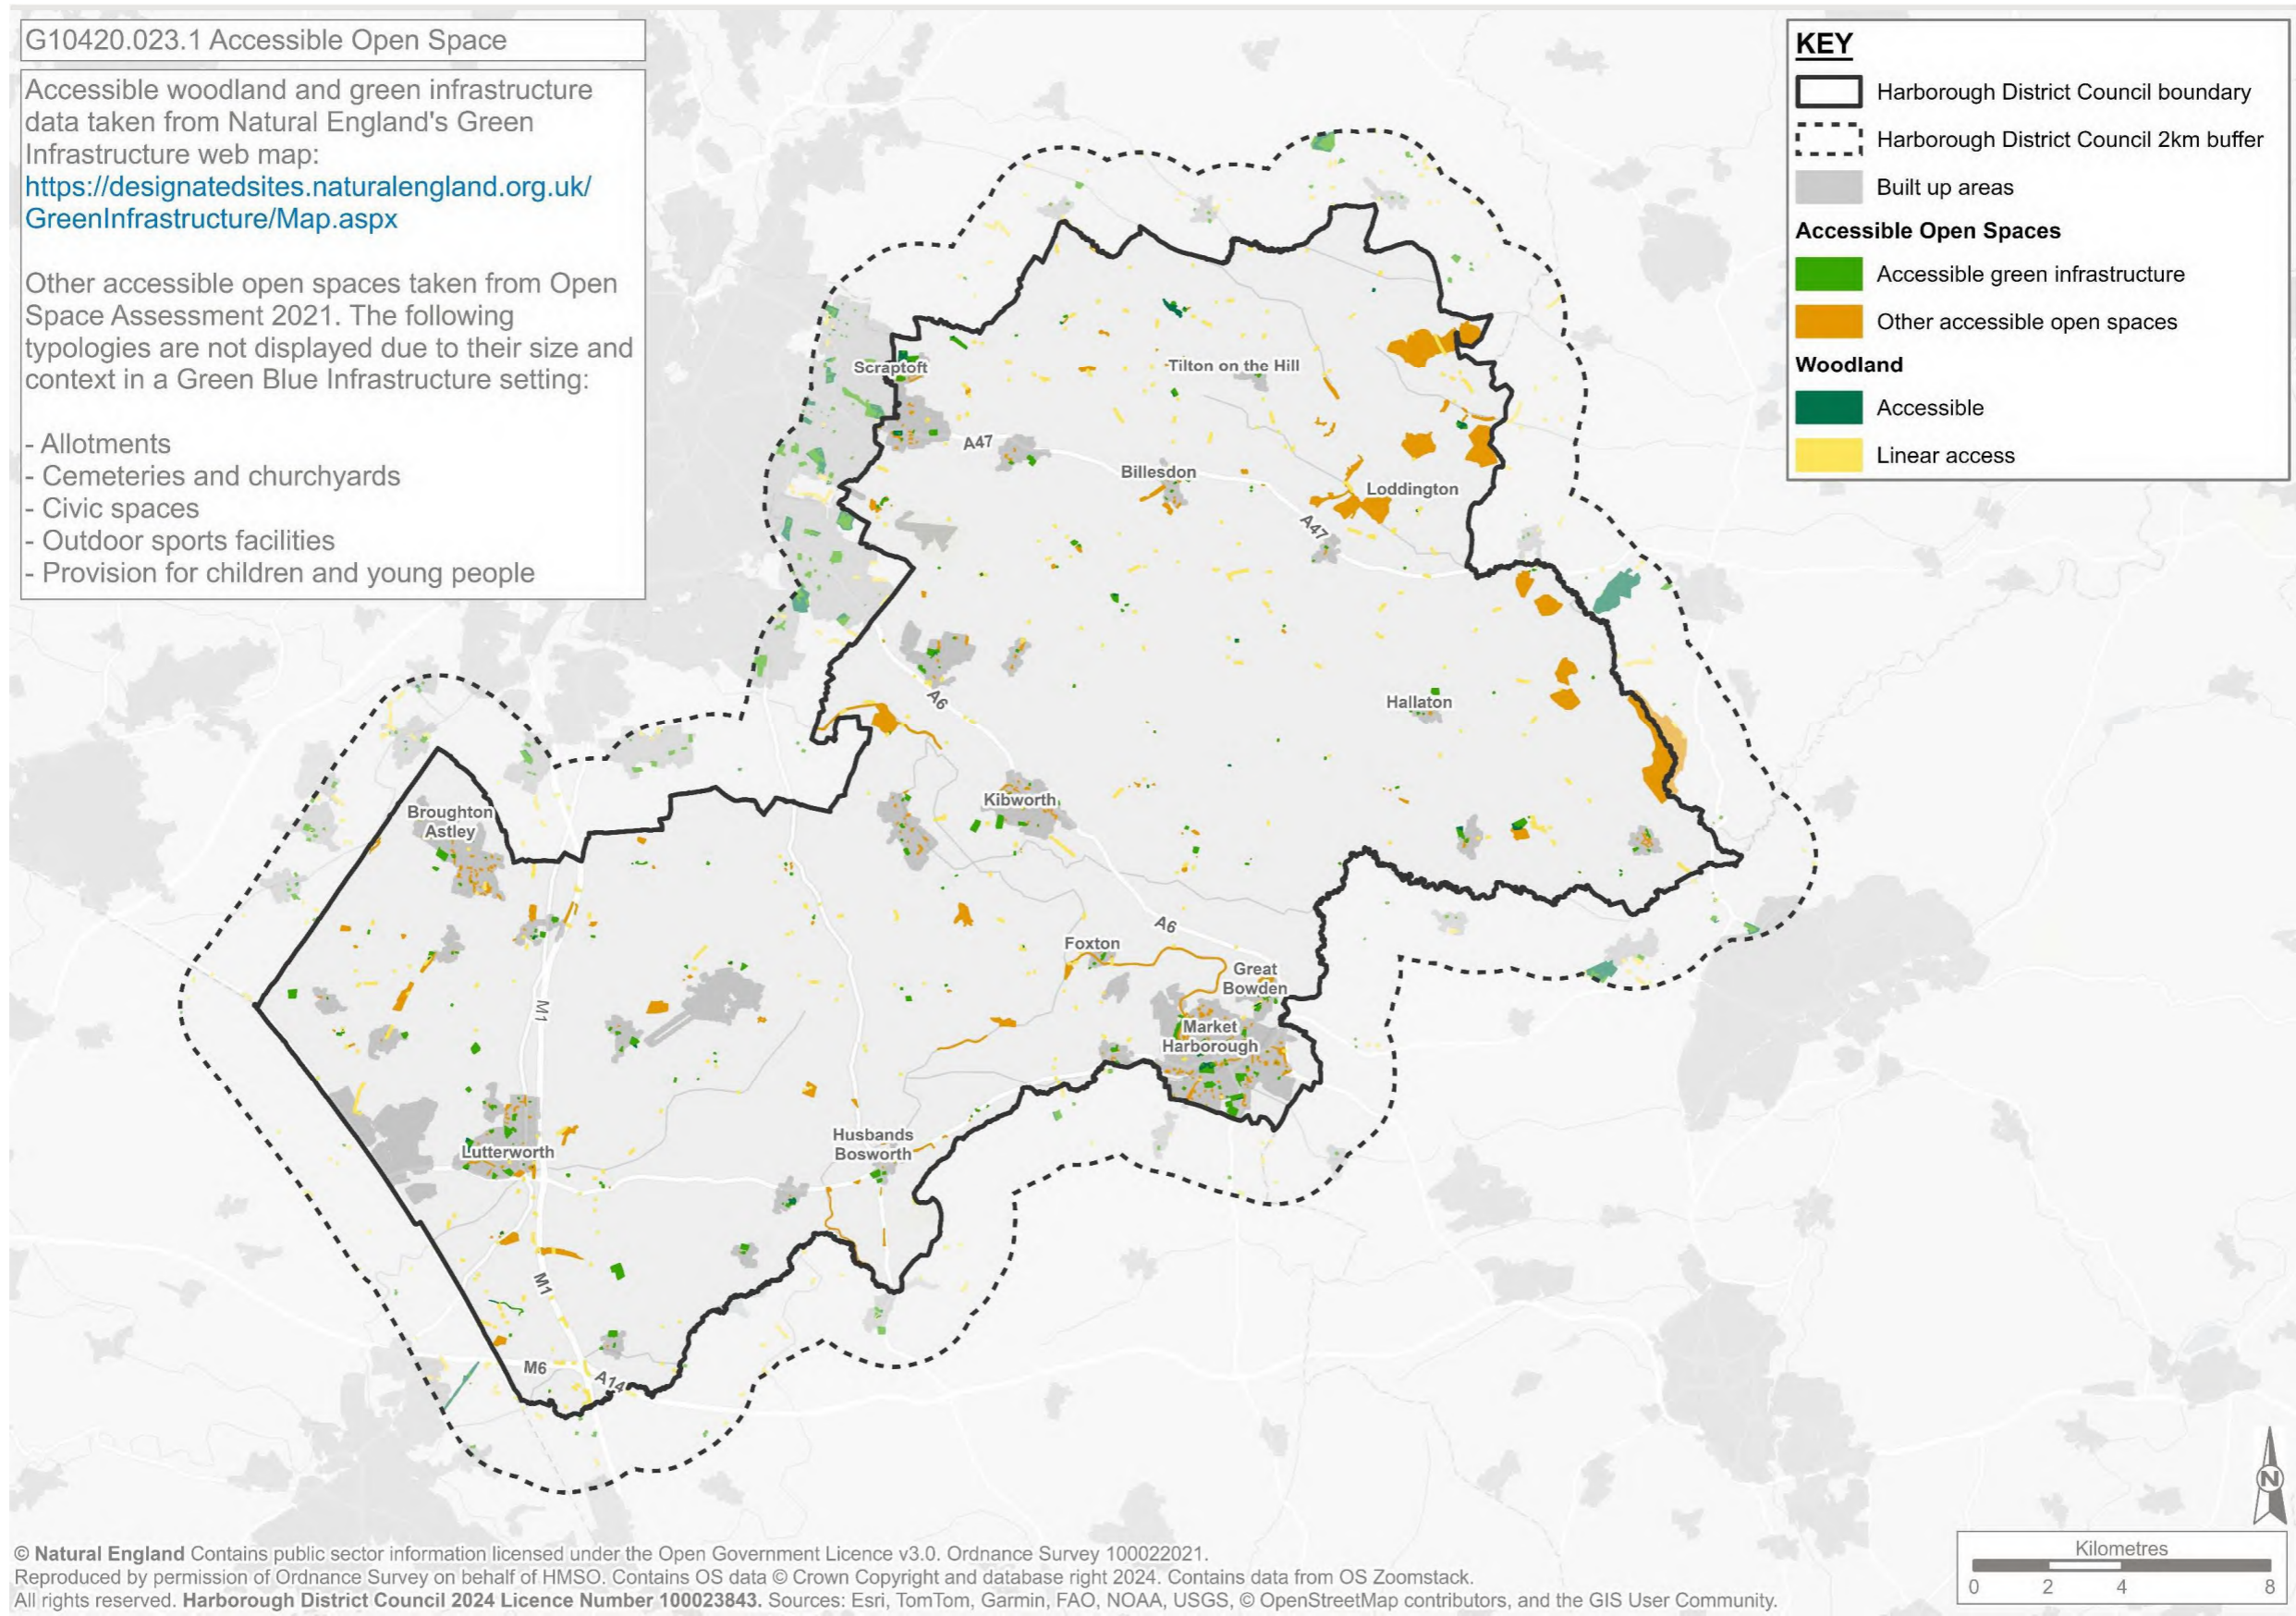 G10420.023.1 Accessible Open Space
Accessible woodland and green infrastructure
data taken from Natural England's Green
Infrastructure web map:
https://designatedsites.naturalengland.org.uk/
GreenInfrastructure/Map.aspx
Other accessible open spaces taken from Open
Space Assessment 2021. The following
typologies are not displayed due to their size and
context in a Green Blue Infrastructure setting:
- Allotments
- Cemeteries and churchyards
- Civic spaces
- Outdoor sports facilities
- Provision for children and young people
KEY
Harborough District Council boundary
Harborough District Council 2km buffer
Built up areas
Accessible Open Spaces
Accessible green infrastructure
Other accessible open spaces
Woodland
Accessible
Linear access
Scraptoft
Tilton on the Hill
A47
Billesdon
Loddington
A47
A6
Hallaton
Kibworth
Broughton
Astley
A6
Foxton
Great
Bowden
M1
Market
Harborough
Husbands
Bosworth
Lutterworth
M1
M6
A14
N
Kilometres
0 2 4 8
© Natural England Contains public sector information licensed under the Open Government Licence v3.0. Ordnance Survey 100022021.
Reproduced by permission of Ordnance Survey on behalf of HMSO. Contains OS data © Crown Copyright and database right 2024. Contains data from OS Zoomstack.
All rights reserved. Harborough District Council 2024 Licence Number 100023843. Sources: Esri, TomTom, Garmin, FAO, NOAA, USGS, © OpenStreetMap contributors, and the GIS User Community.